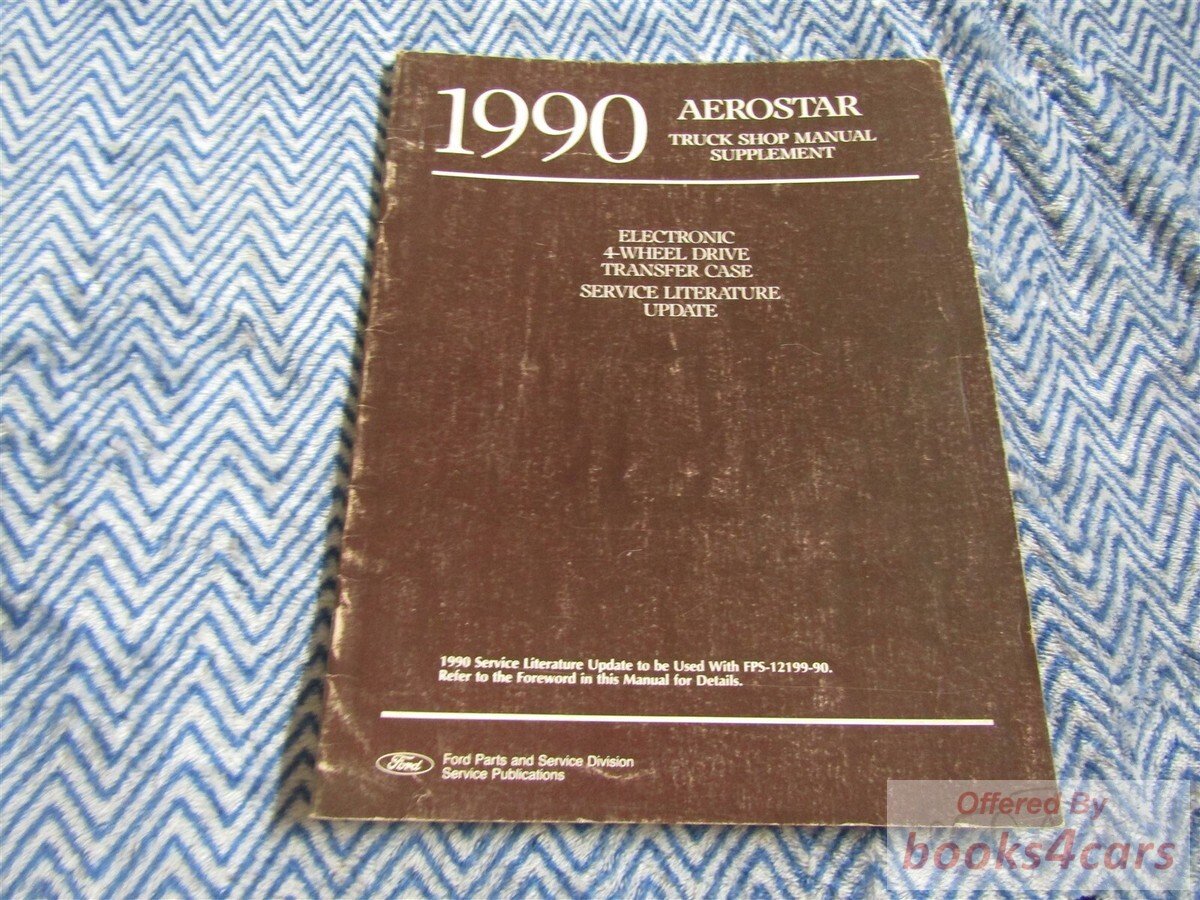 1990
AEROSTAR
TRUCK SHOP MANUAL
SUPPLEMENT
ELECTRONIC
4-WHEEL DRIVE
TRANSFER CASE
SERVICE LITERATURE
UPDATE
1990 Service Literature Update to be Used With FPS-12199-90.
Refer to the Foreword in this Manual for Details.
Ford
Ford Parts and Service Division
Service Publications
Offered By
books4cars